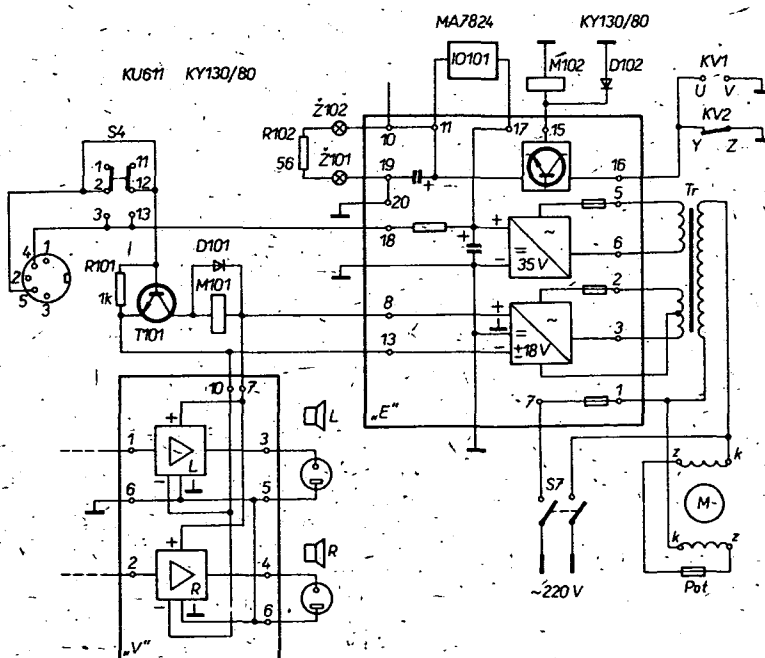 MA7824
KY130/80
KU611 KY130/80
IO101
M102
D102
KV1
U V
KV2
Y Z
S4
Ž102
R102
56
Ž101
10
11
17
15
19
20
16
1
2
11
12
3
13
18
5
6
Tr
+
−
=
~
35V
4
1
2
5
3
R101
1k
T101
D101
M101
8
13
+
−
~
±18V
2
3
7
1
„E"
10
7
1
+
L
−
3
L
6
5
2
+
R
−
4
R
6
„V"
S7
~220 V
z
k
M
k
z
Pot